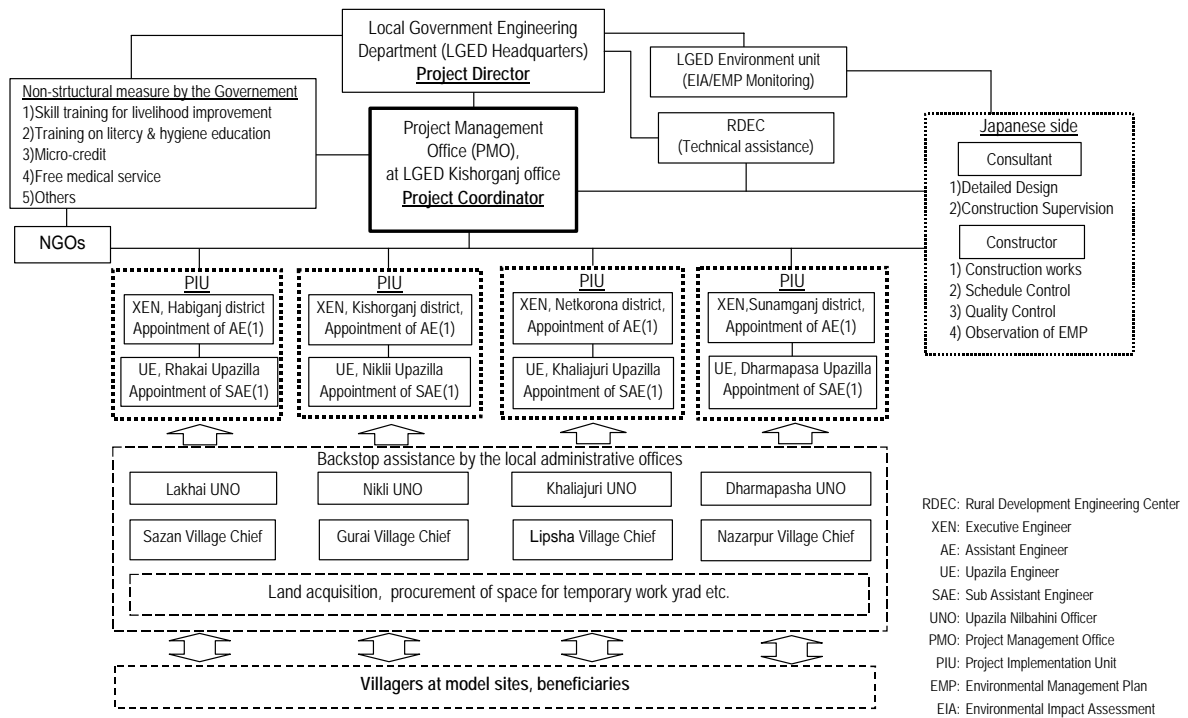 Local Government Engineering
Department (LGED Headquarters)
Project Director
LGED Environment unit
(EIA/EMP Monitoring)
Non-strtuctural measure by the Governement
1)Skill training for livelihood improvement
2)Training on litercy & hygiene education
3)Micro-credit
4)Free medical service
5)Others
Project Management
Office (PMO),
at LGED Kishorganj office
Project Coordinator
RDEC
(Technical assistance)
Japanese side
Consultant
1)Detailed Design
2)Construction Supervision
Constructor
1) Construction works
2) Schedule Control
3) Quality Control
4) Observation of EMP
NGOs
PIU
XEN, Habiganj district
Appointment of AE(1)
UE, Rhakai Upazilla
Appointment of SAE(1)
PIU
XEN, Kishorganj district,
Appointment of AE(1)
UE, Niklii Upazilla
Appointment of SAE(1)
PIU
XEN, Netkorona district,
Appointment of AE(1)
UE, Khaliajuri Upazilla
Appointment of SAE(1)
PIU
XEN,Sunamganj district,
Appointment of AE(1)
UE, Dharmapasa Upazilla
Appointment of SAE(1)
Backstop assistance by the local administrative offices
Lakhai UNO
Nikli UNO
Khaliajuri UNO
Dharmapasha UNO
Sazan Village Chief
Gurai Village Chief
Lipsha Village Chief
Nazarpur Village Chief
Land acquisition, procurement of space for temporary work yrad etc.
Villagers at model sites, beneficiaries
RDEC: Rural Development Engineering Center
XEN: Executive Engineer
AE: Assistant Engineer
UE: Upazila Engineer
SAE: Sub Assistant Engineer
UNO: Upazila Nilbahini Officer
PMO: Project Management Office
PIU: Project Implementation Unit
EMP: Environmental Management Plan
EIA: Environmental Impact Assessment